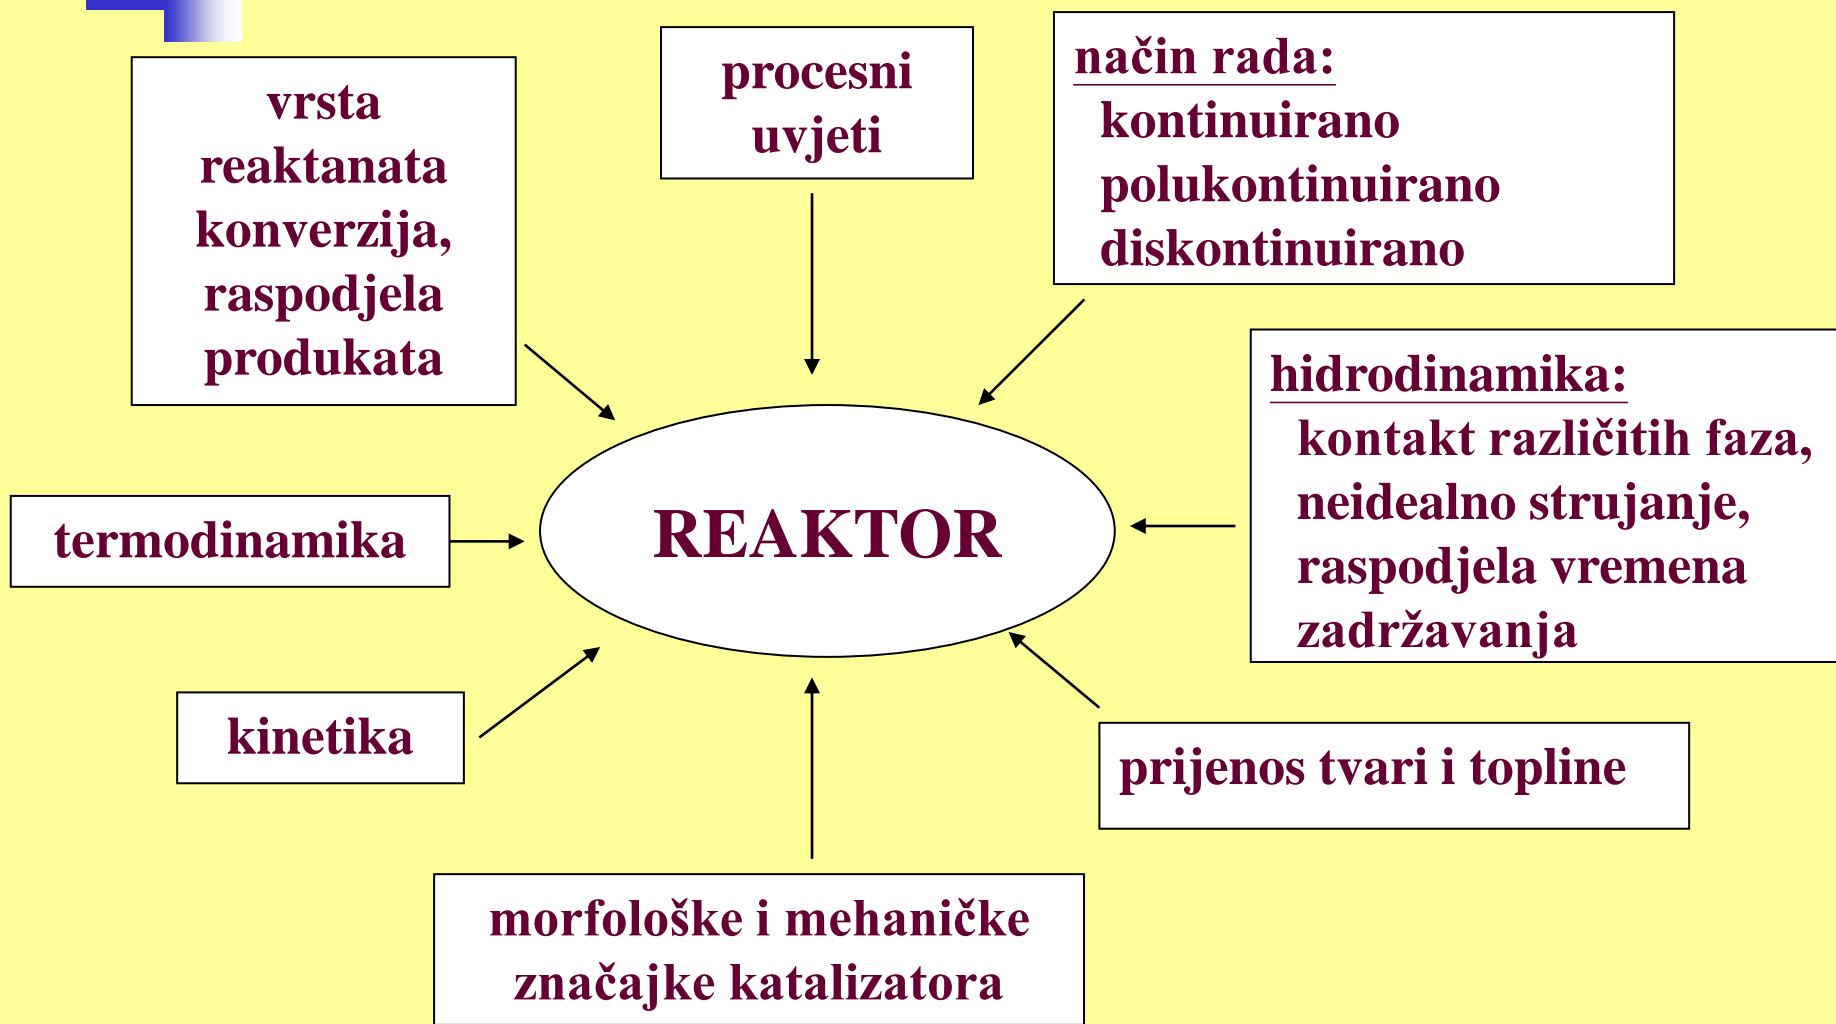 vrsta
reaktanata
konverzija,
raspodjela
produkata
procesni
uvjeti
način rada:
kontinuirano
polukontinuirano
diskontinuirano
hidrodinamika:
kontakt različitih faza,
neidealno strujanje,
raspodjela vremena
zadržavanja
termodinamika
REAKTOR
kinetika
prijenos tvari i topline
morfološke i mehaničke
značajke katalizatora